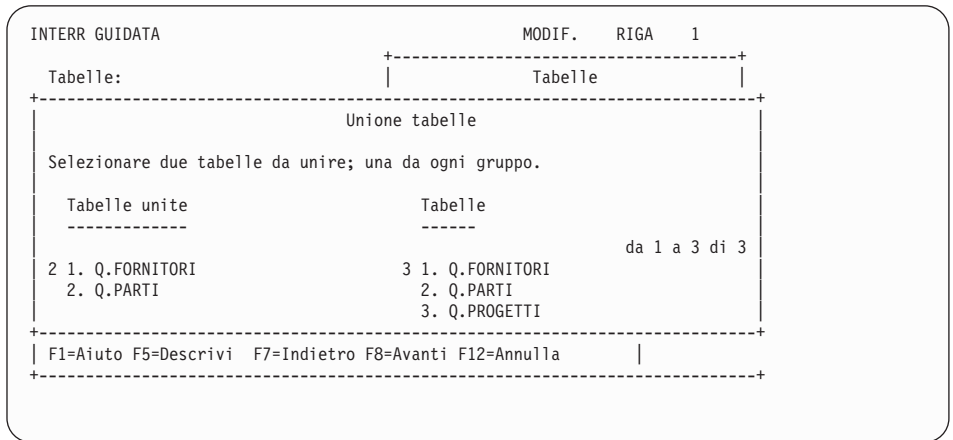 INTERR GUIDATA MODIF. RIGA 1
+-------------------------------------+
Tabelle: | Tabelle |
+----------------------------------------------------------------------------+
| Unione tabelle |
| Selezionare due tabelle da unire; una da ogni gruppo. |
| Tabelle unite Tabelle |
| ------------- ------ |
| da 1 a 3 di 3 |
| 2 1. Q.FORNITORI 3 1. Q.FORNITORI |
| 2. Q.PARTI 2. Q.PARTI |
| 3. Q.PROGETTI |
+----------------------------------------------------------------------------+
| F1=Aiuto F5=Descrivi F7=Indietro F8=Avanti F12=Annulla |
+----------------------------------------------------------------------------+